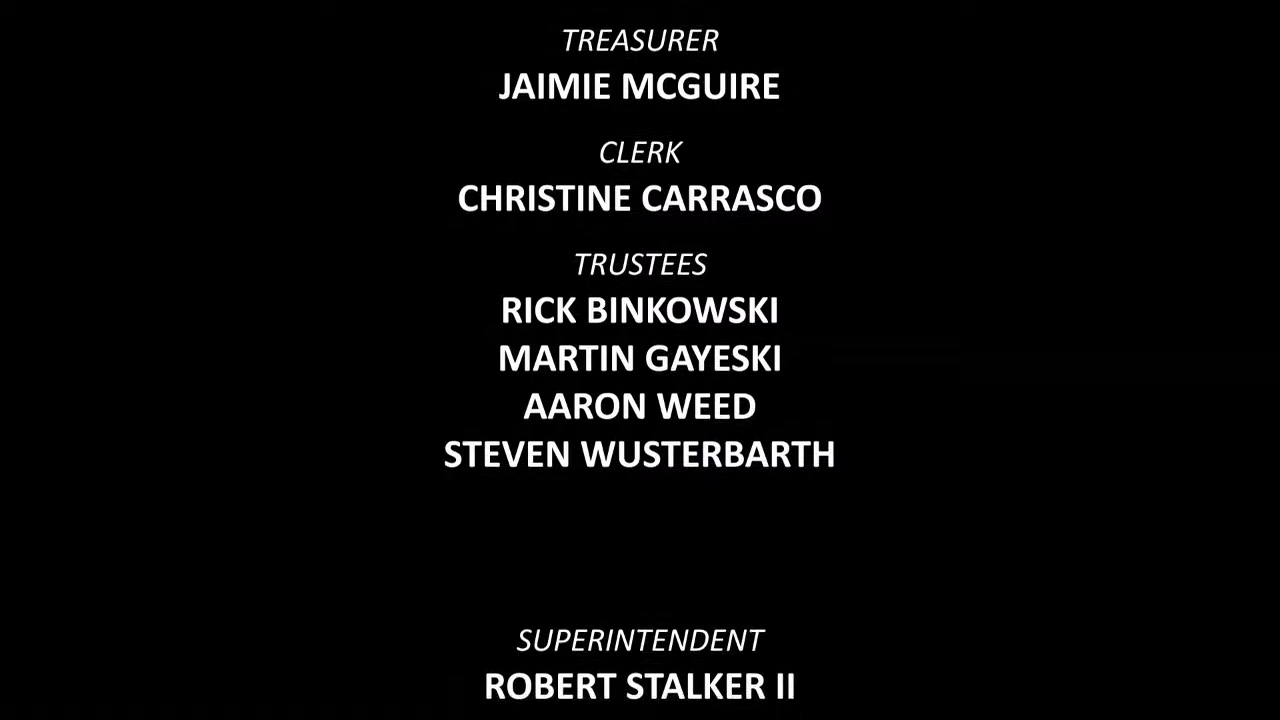 TREASURER
JAIMIE MCGUIRE
CLERK
CHRISTINE CARRASCO
TRUSTEES
RICK BINKOWSKI
MARTIN GAYESKI
AARON WEED
STEVEN WUSTERBARTH
SUPERINTENDENT
ROBERT STALKER II